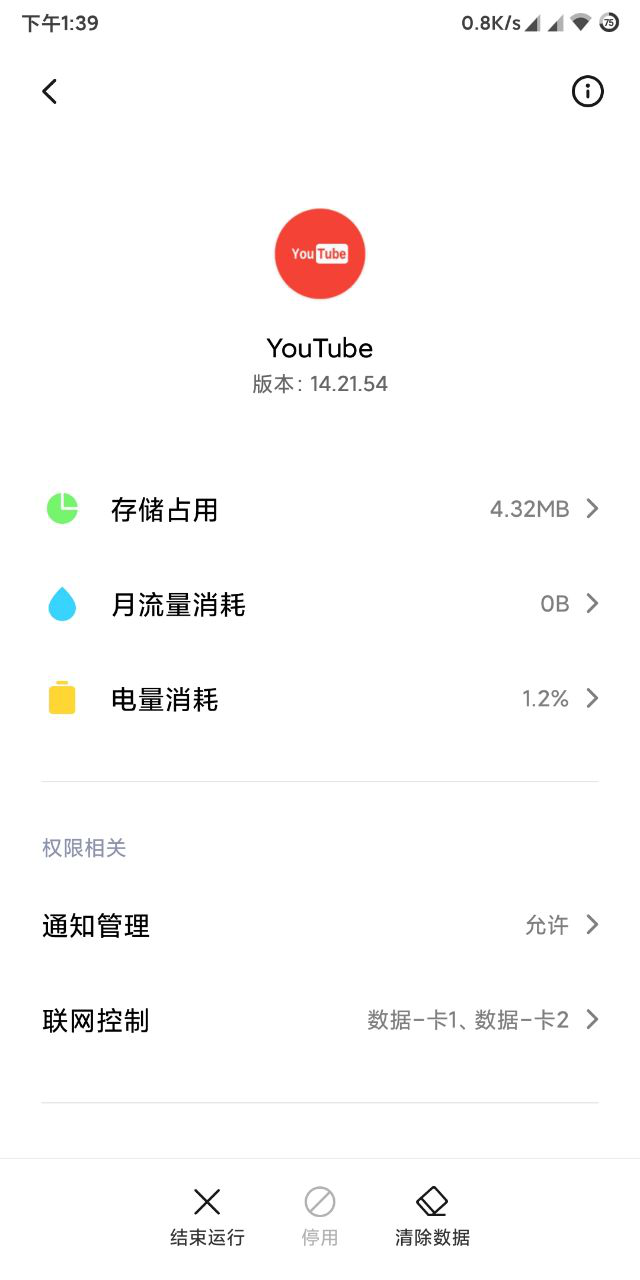 下午1:39
0.8K/s
75
You Tube
YouTube
版本: 14.21.54
存储占用 4.32MB
月流量消耗 0B
电量消耗 1.2%
权限相关
通知管理 允许
联网控制 数据-卡1、数据-卡2
结束运行 停用 清除数据